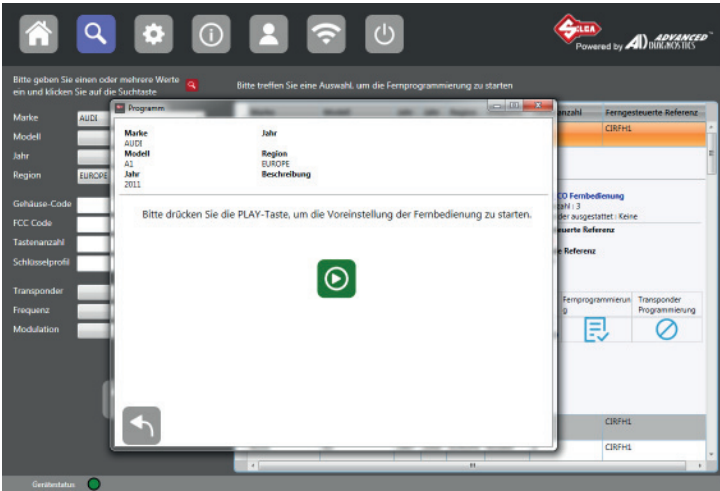 SILCA
Powered by AD ADVANCED DIAGNOSTICS
Bitte geben Sie einen oder mehrere Werte
ein und klicken Sie auf die Suchtaste
Bitte treffen Sie eine Auswahl, um die Fernprogrammierung zu starten
Marke
AUDI
Modell
Jahr
Region
EUROPE
Gehäuse-Code
FCC Code
Tastenanzahl
Schlüsselprofil
Transponder
Frequenz
Modulation
Programm
Marke
AUDI
Modell
A1
Jahr
2011
Jahr
Region
EUROPE
Beschreibung
Bitte drücken Sie die PLAY-Taste, um die Voreinstellung der Fernbedienung zu starten.
anzahl
Ferngesteuerte Referenz
CIRFH1
CO Fernbedienung
zahl : 3
der ausgestattet : Keine
euerte Referenz
e Referenz
Fernprogrammierun
g
Transponder
Programmierung
CIRFH1
CIRFH1
Gerätestatus